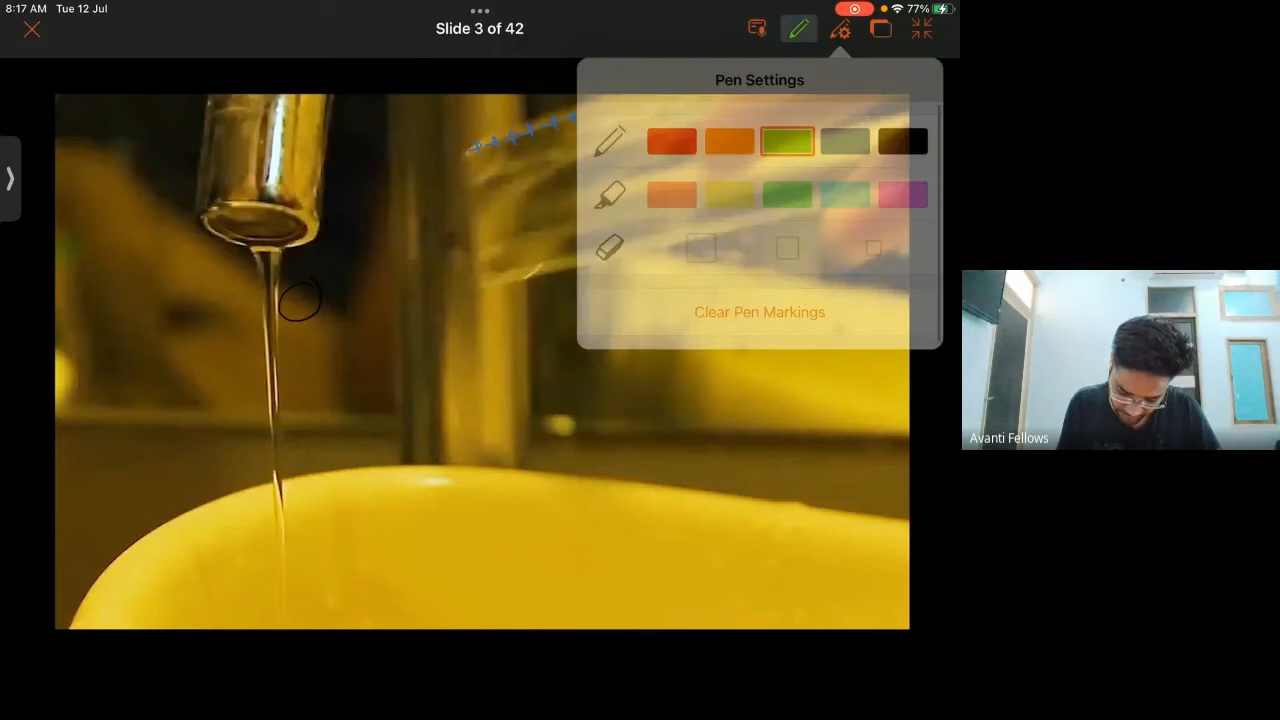 8:17 AM Tue 12 Jul
77%
Slide 3 of 42
Pen Settings
Clear Pen Markings
Avanti Fellows